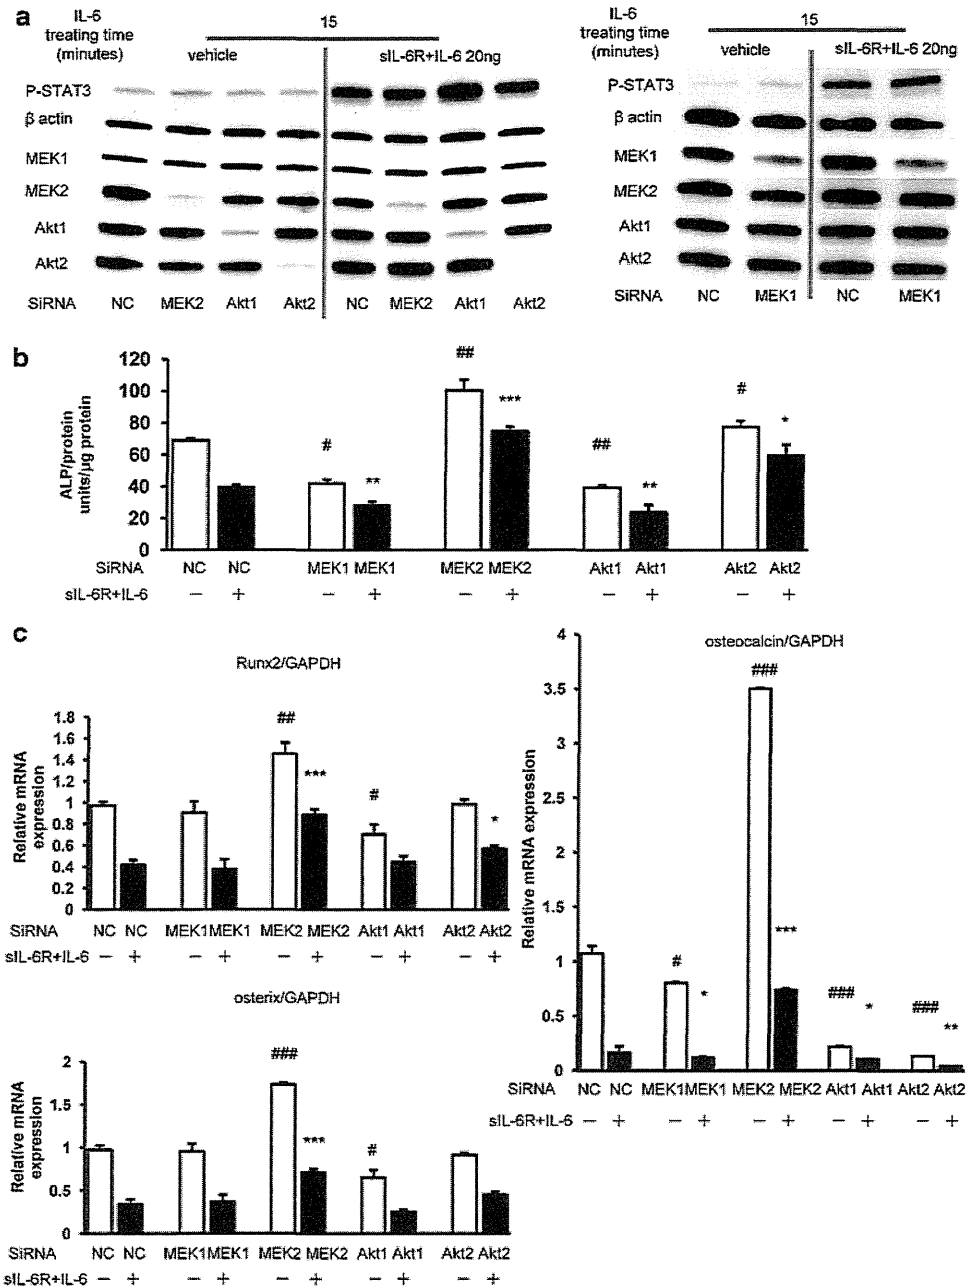 a
IL-6
treating time
(minutes)
15
vehicle
sIL-6R+IL-6 20ng
P-STAT3
β actin
MEK1
MEK2
Akt1
Akt2
SiRNA NC MEK2 Akt1 Akt2 NC MEK2 Akt1 Akt2
IL-6
treating time
(minutes)
15
vehicle
sIL-6R+IL-6 20ng
P-STAT3
β actin
MEK1
MEK2
Akt1
Akt2
SiRNA NC MEK1 NC MEK1
b
ALP/protein
units/µg protein
120
100
80
60
40
20
0
# ** ## *** ## ** # *
SiRNA NC NC MEK1 MEK1 MEK2 MEK2 Akt1 Akt1 Akt2 Akt2
sIL-6R+IL-6 − + − + − + − + − +
c
Runx2/GAPDH
Relative mRNA
expression
1.8
1.6
1.4
1.2
1
0.8
0.6
0.4
0.2
0
## *** # *
SiRNA NC NC MEK1 MEK1 MEK2 MEK2 Akt1 Akt1 Akt2 Akt2
sIL-6R+IL-6 − + − + − + − + − +
osterix/GAPDH
Relative mRNA
expression
2
1.5
1
0.5
0
### *** #
SiRNA NC NC MEK1 MEK1 MEK2 MEK2 Akt1 Akt1 Akt2 Akt2
sIL-6R+IL-6 − + − + − + − + − +
osteocalcin/GAPDH
Relative mRNA expression
4
3.5
3
2.5
2
1.5
1
0.5
0
# * ### *** ### * ### **
SiRNA NC NC MEK1 MEK1 MEK2 MEK2 Akt1 Akt1 Akt2 Akt2
sIL-6R+IL-6 − + − + − + − + − +